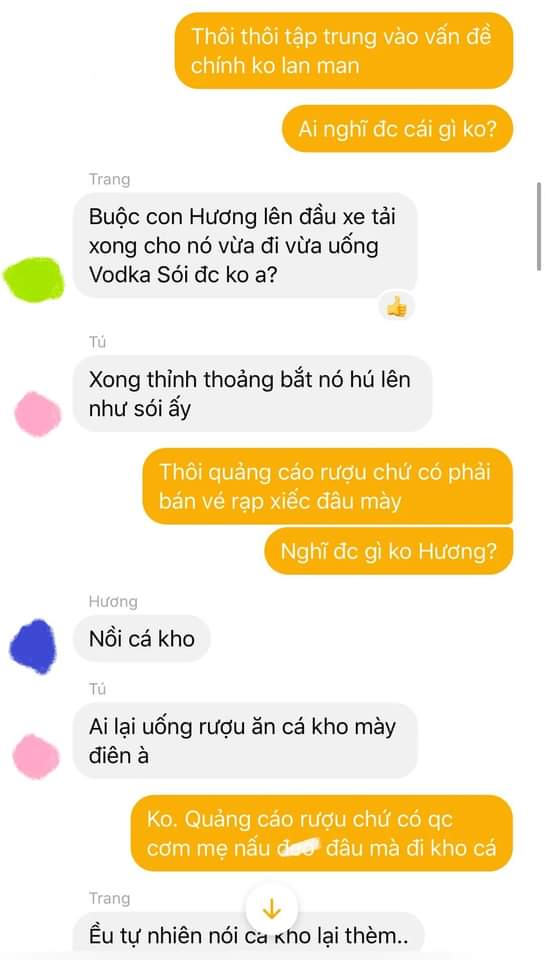 Thôi thôi tập trung vào vấn đề
chính ko lan man
Ai nghĩ đc cái gì ko?
Trang
Buộc con Hương lên đầu xe tải
xong cho nó vừa đi vừa uống
Vodka Sói đc ko a?
Tú
Xong thỉnh thoảng bắt nó hú lên
như sói ấy
Thôi quảng cáo rượu chứ có phải
bán vé rạp xiếc đâu mày
Nghĩ đc gì ko Hương?
Hương
Nồi cá kho
Tú
Ai lại uống rượu ăn cá kho mày
điên à
Ko. Quảng cáo rượu chứ có qc
cơm mẹ nấu đâu mà đi kho cá
Trang
Ều tự nhiên nói cá kho lại thèm..